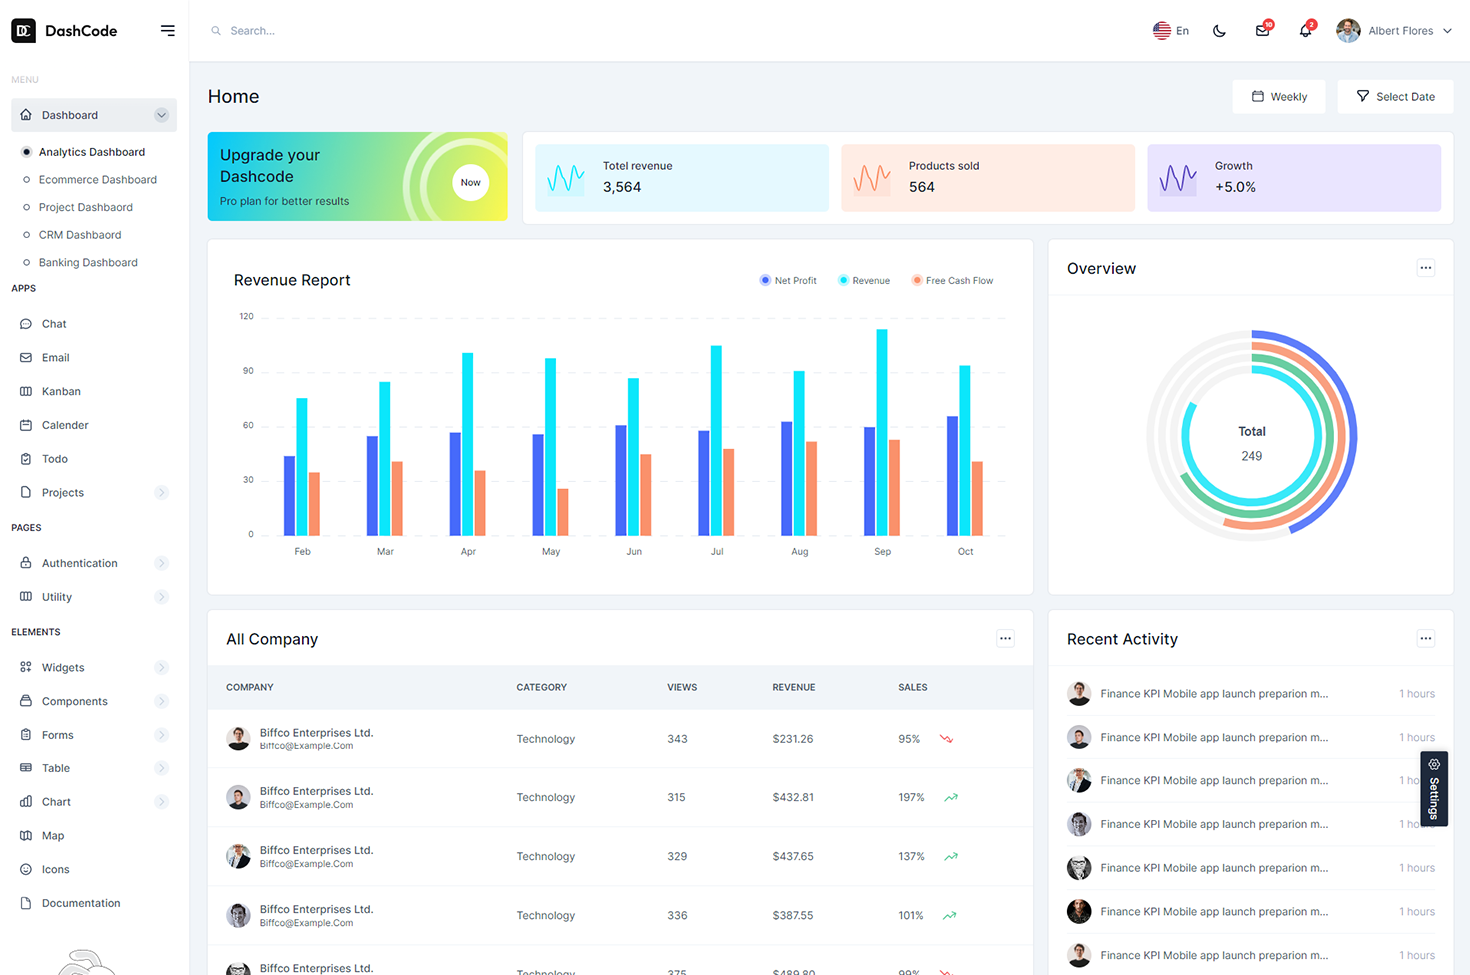 DC DashCode
Search...
En
10
2
Albert Flores
MENU
Dashboard
Analytics Dashboard
Ecommerce Dashboard
Project Dashbaord
CRM Dashbaord
Banking Dashboard
APPS
Chat
Email
Kanban
Calender
Todo
Projects
PAGES
Authentication
Utility
ELEMENTS
Widgets
Components
Forms
Table
Chart
Map
Icons
Documentation
Home
Weekly
Select Date
Upgrade your
Dashcode
Pro plan for better results
Now
Totel revenue
3,564
Products sold
564
Growth
+5.0%
Revenue Report
Net Profit Revenue Free Cash Flow
120
90
60
30
0
Feb Mar Apr May Jun Jul Aug Sep Oct
Overview
Total
249
All Company
COMPANY CATEGORY VIEWS REVENUE SALES
Biffco Enterprises Ltd.
Biffco@Example.Com
Technology 343 $231.26 95%
Biffco Enterprises Ltd.
Biffco@Example.Com
Technology 315 $432.81 197%
Biffco Enterprises Ltd.
Biffco@Example.Com
Technology 329 $437.65 137%
Biffco Enterprises Ltd.
Biffco@Example.Com
Technology 336 $387.55 101%
Biffco Enterprises Ltd.
Technology 375 $489.80 99%
Recent Activity
Finance KPI Mobile app launch preparion m... 1 hours
Finance KPI Mobile app launch preparion m... 1 hours
Finance KPI Mobile app launch preparion m... 1 ho
Finance KPI Mobile app launch preparion m... 1 hou
Finance KPI Mobile app launch preparion m... 1 hours
Finance KPI Mobile app launch preparion m... 1 hours
Finance KPI Mobile app launch preparion m... 1 hours
Settings